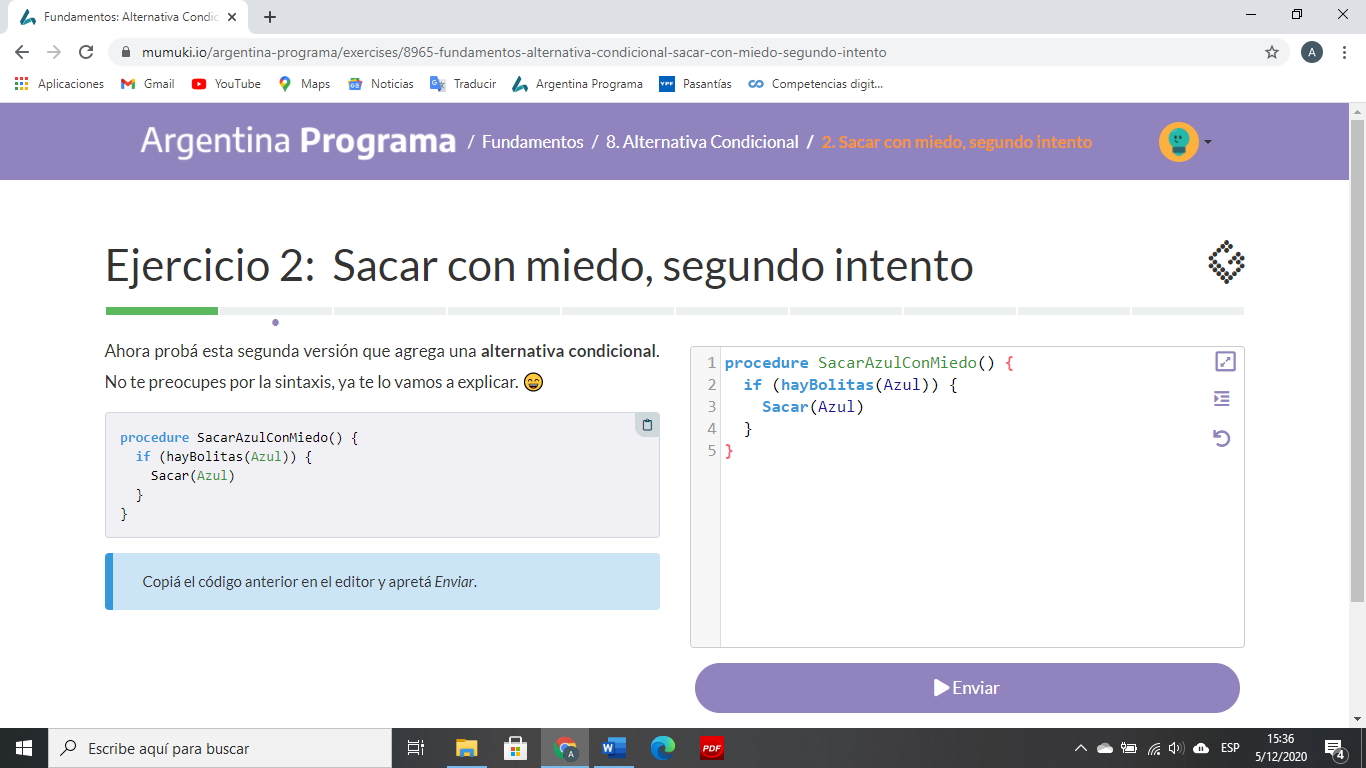 Fundamentos: Alternativa Condic
mumuki.io/argentina-programa/exercises/8965-fundamentos-alternativa-condicional-sacar-con-miedo-segundo-intento
A
Aplicaciones Gmail YouTube Maps Noticias Traducir Argentina Programa YPF Pasantías Competencias digit...
Argentina Programa / Fundamentos / 8. Alternativa Condicional / 2. Sacar con miedo, segundo intento
Ejercicio 2: Sacar con miedo, segundo intento
Ahora probá esta segunda versión que agrega una alternativa condicional.
No te preocupes por la sintaxis, ya te lo vamos a explicar. 😄
procedure SacarAzulConMiedo() {
if (hayBolitas(Azul)) {
Sacar(Azul)
}
}
Copiá el código anterior en el editor y apretá Enviar.
1 procedure SacarAzulConMiedo() {
2 if (hayBolitas(Azul)) {
3 Sacar(Azul)
4 }
5 }
Enviar
Escribe aquí para buscar
W
A
PDF
ESP
15:36
5/12/2020
4